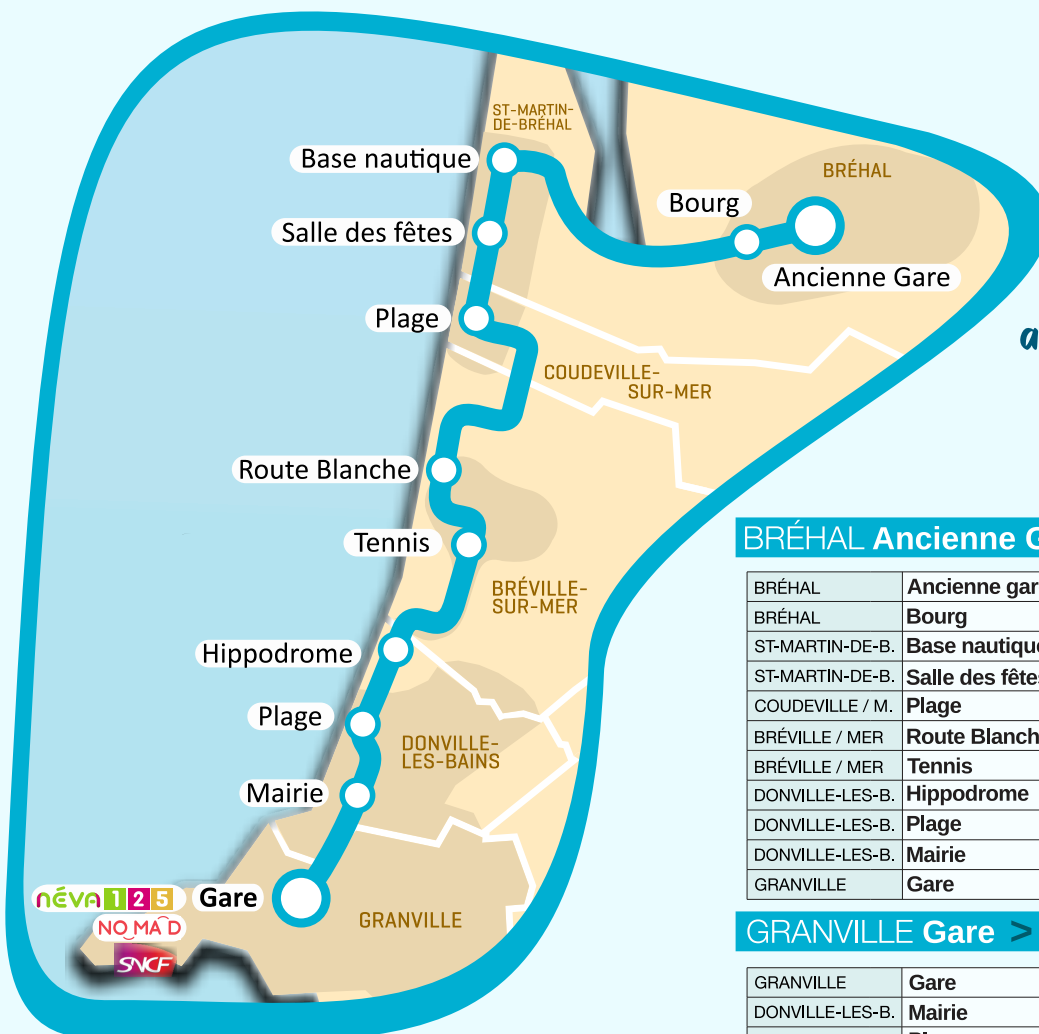 ST-MARTIN-
DE-BRÉHAL
Base nautique
BRÉHAL
Bourg
Salle des fêtes
Ancienne Gare
Plage
COUDEVILLE-
SUR-MER
Route Blanche
Tennis
BRÉVILLE-
SUR-MER
Hippodrome
Plage
DONVILLE-
LES-BAINS
Mairie
néva 1 2 5 Gare
NOMAD
SNCF
GRANVILLE
a
BRÉHAL Ancienne G
BRÉHAL Ancienne gar
BRÉHAL Bourg
ST-MARTIN-DE-B. Base nautique
ST-MARTIN-DE-B. Salle des fêtes
COUDEVILLE / M. Plage
BRÉVILLE / MER Route Blanch
BRÉVILLE / MER Tennis
DONVILLE-LES-B. Hippodrome
DONVILLE-LES-B. Plage
DONVILLE-LES-B. Mairie
GRANVILLE Gare
GRANVILLE Gare >
GRANVILLE Gare
DONVILLE-LES-B. Mairie